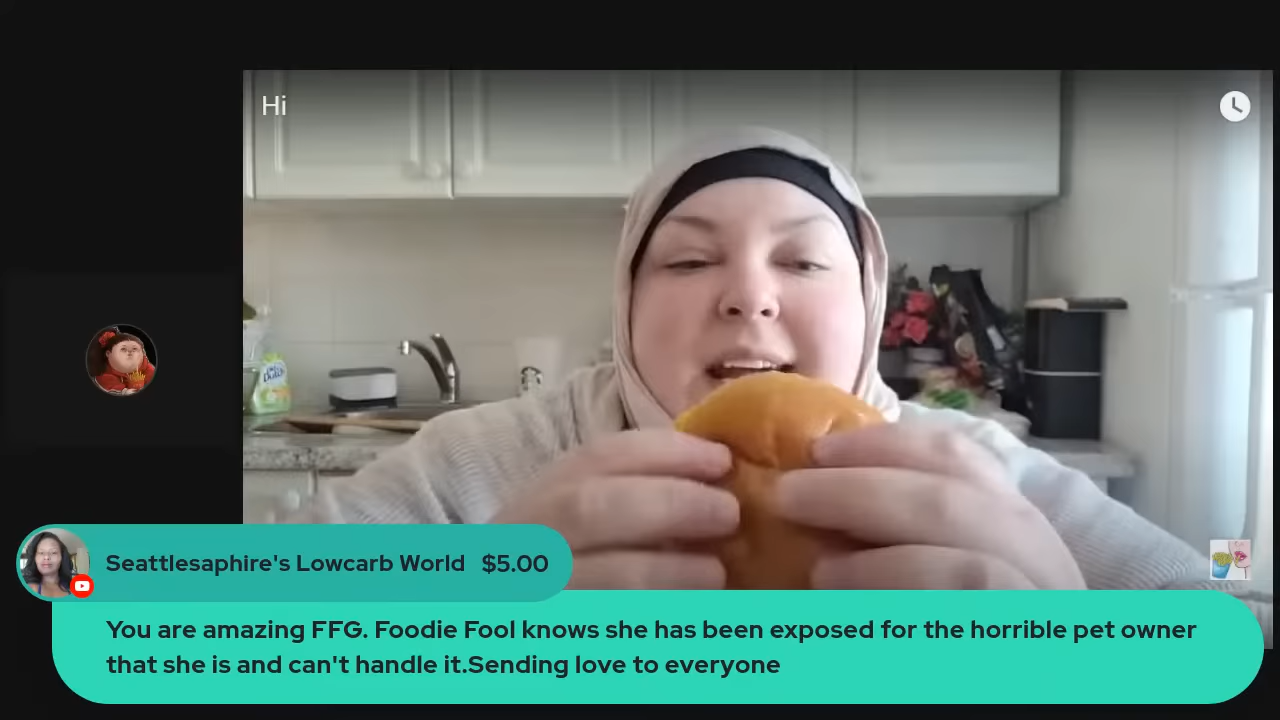 Hi
Seattlesaphire's Lowcarb World $5.00
You are amazing FFG. Foodie Fool knows she has been exposed for the horrible pet owner
that she is and can't handle it.Sending love to everyone